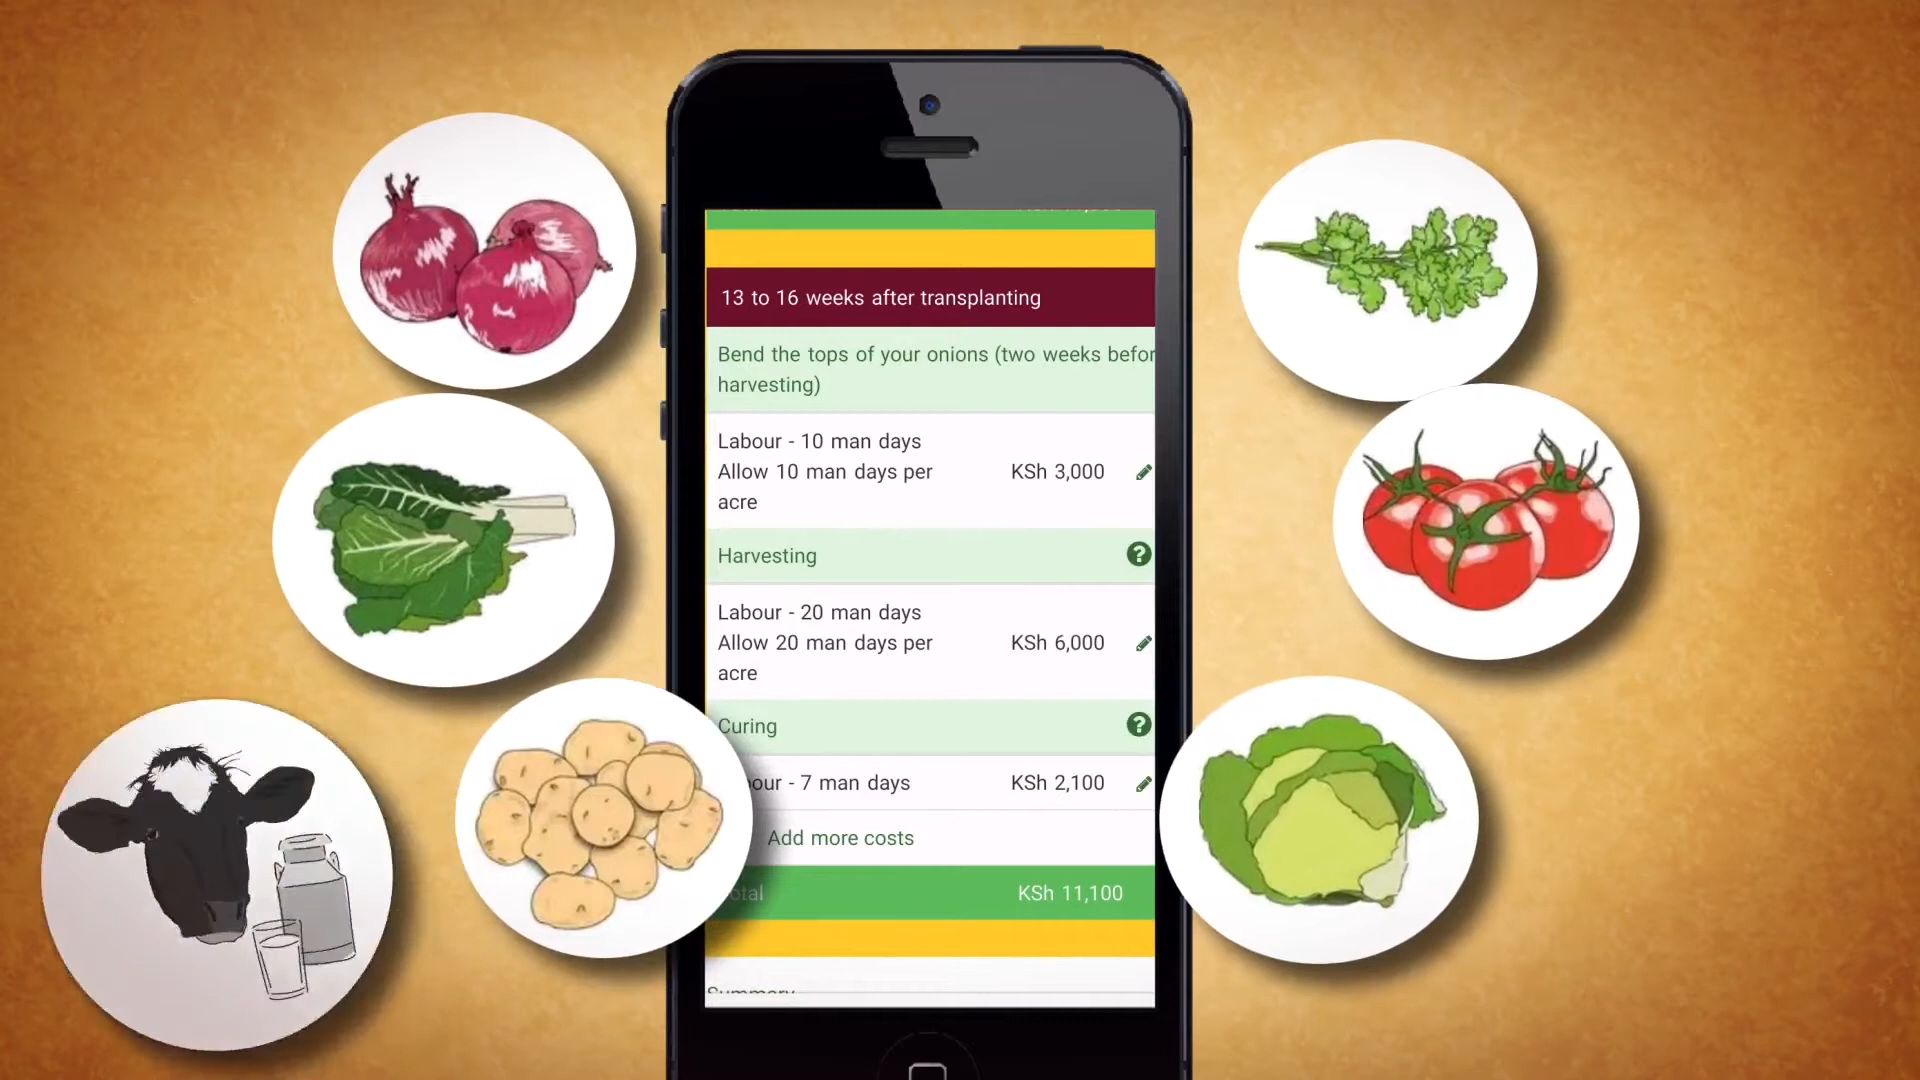 13 to 16 weeks after transplanting
Bend the tops of your onions (two weeks befor
harvesting)
Labour - 10 man days
Allow 10 man days per
acre
KSh 3,000
Harvesting
Labour - 20 man days
Allow 20 man days per
acre
KSh 6,000
Curing
our - 7 man days
KSh 2,100
Add more costs
otal
KSh 11,100
Summary